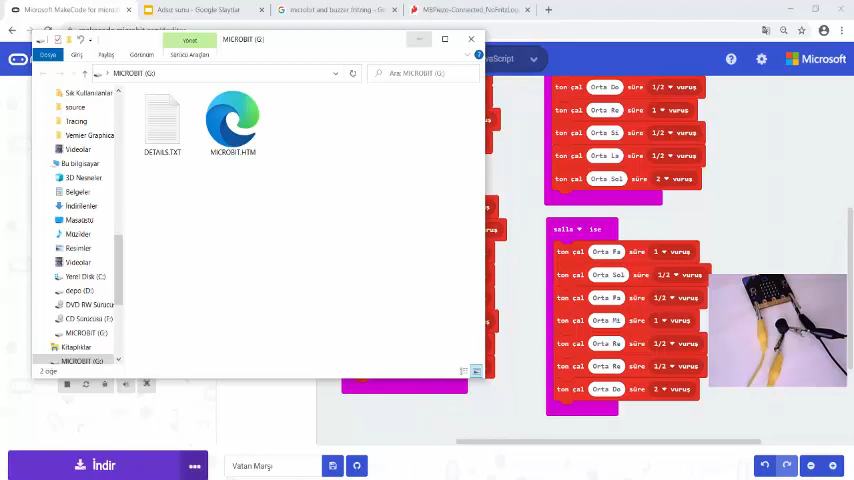 Microsoft MakeCode for micro:bit
Adsız sunu - Google Slaytlar
microbit and buzzer fritzing - G
MBPiezo-Connected_NoFritzLog
Yönet
MICROBIT (G:)
Dosya
Giriş
Paylaş
Görünüm
Sürücü Araçları
MICROBIT (G:)
Ara: MICROBIT (G:)
Sık Kullanılanlar
source
Tracing
Vernier Graphica
Videolar
Bu bilgisayar
3D Nesneler
Belgeler
İndirilenler
Masaüstü
Müzikler
Resimler
Videolar
Yerel Disk (C:)
depo (D:)
DVD RW Sürücü
CD Sürücüsü (F:)
MICROBIT (G:)
Kitaplıklar
MICROBIT (G:)
DETAILS.TXT
MICROBIT.HTM
2 öge
JavaScript
Microsoft
ton çal Orta Do süre 1/2 vuruş
ton çal Orta Re süre 1 vuruş
ton çal Orta Si süre 1/2 vuruş
ton çal Orta La süre 1/2 vuruş
ton çal Orta Sol süre 2 vuruş
salla ise
ton çal Orta Fa süre 1 vuruş
ton çal Orta Sol süre 1/2 vuruş
ton çal Orta Fa süre 1/2 vuruş
ton çal Orta Mi süre 1 vuruş
ton çal Orta Re süre 1/2 vuruş
ton çal Orta Re süre 1/2 vuruş
ton çal Orta Do süre 2 vuruş
İndir
Vatan Marşı